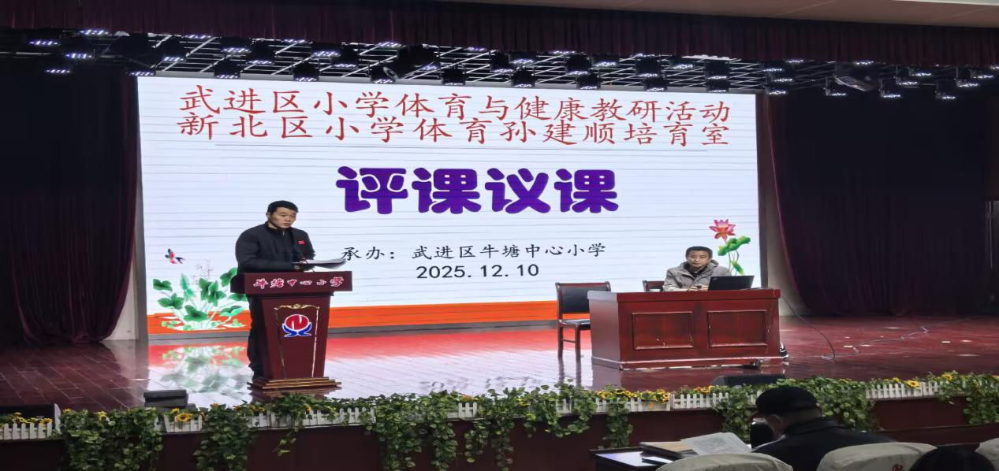 武进区小学体育与健康教研活动
新北区小学体育孙建顺培育室
评课议课
承办：武进区牛塘中心小学
2025.12.10
牛塘中心小学